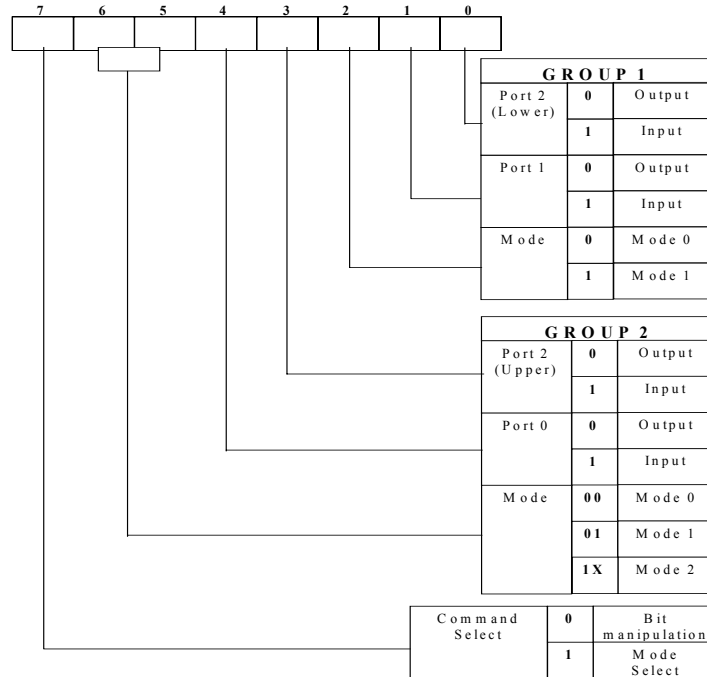 7 6 5 4 3 2 1 0
GROUP 1
Port 2 0 Output
(Lower)
1 Input
Port 1 0 Output
1 Input
Mode 0 Mode 0
1 Mode 1
GROUP 2
Port 2 0 Output
(Upper)
1 Input
Port 0 0 Output
1 Input
Mode 00 Mode 0
01 Mode 1
1X Mode 2
Command 0 Bit
Select manipulation
1 Mode
Select